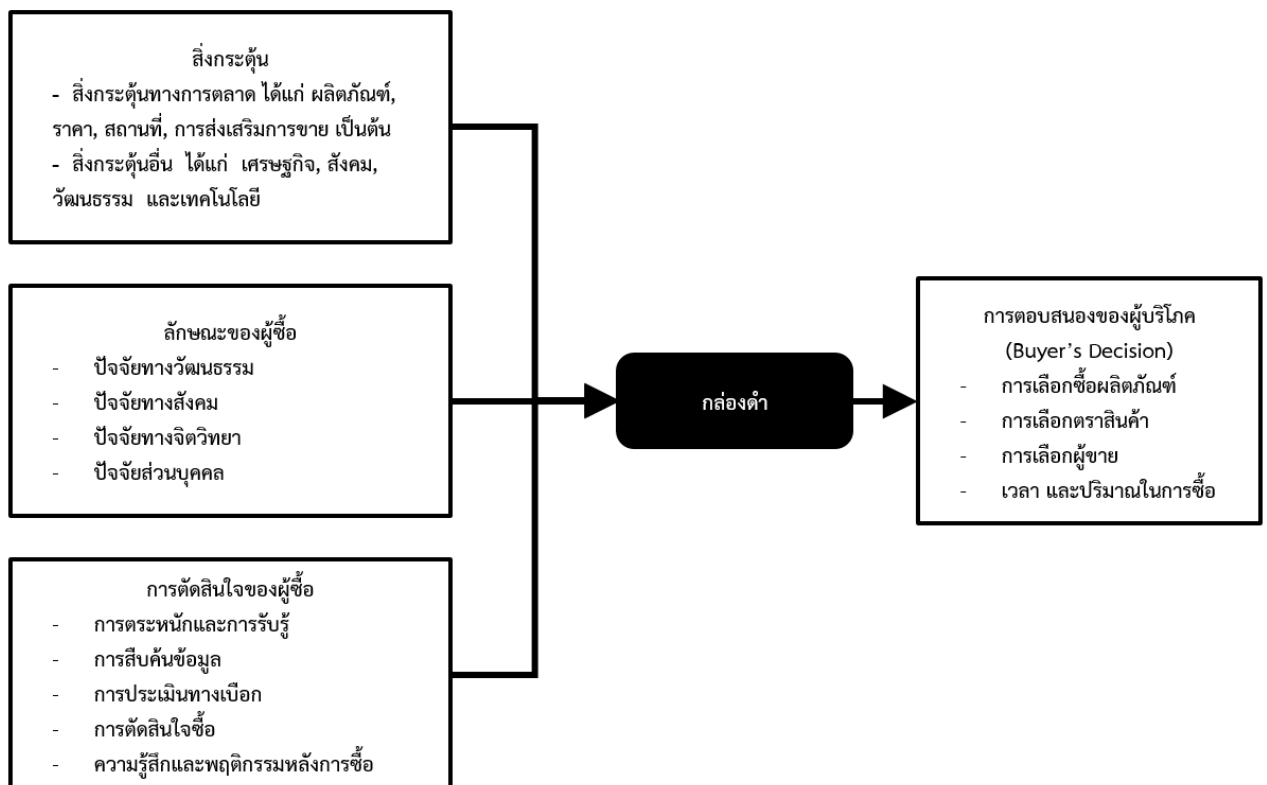 สิ่งกระตุ้น
- สิ่งกระตุ้นทางการตลาด ได้แก่ ผลิตภัณฑ์,
ราคา, สถานที่, การส่งเสริมการขาย เป็นต้น
- สิ่งกระตุ้นอื่น ได้แก่ เศรษฐกิจ, สังคม,
วัฒนธรรม และเทคโนโลยี
ลักษณะของผู้ซื้อ
- ปัจจัยทางวัฒนธรรม
- ปัจจัยทางสังคม
- ปัจจัยทางจิตวิทยา
- ปัจจัยส่วนบุคคล
การตัดสินใจของผู้ซื้อ
- การตระหนักและการรับรู้
- การสืบค้นข้อมูล
- การประเมินทางเบือก
- การตัดสินใจซื้อ
- ความรู้สึกและพฤติกรรมหลังการซื้อ
กล่องดำ
การตอบสนองของผู้บริโภค
(Buyer's Decision)
- การเลือกซื้อผลิตภัณฑ์
- การเลือกตราสินค้า
- การเลือกผู้ขาย
- เวลา และปริมาณในการซื้อ